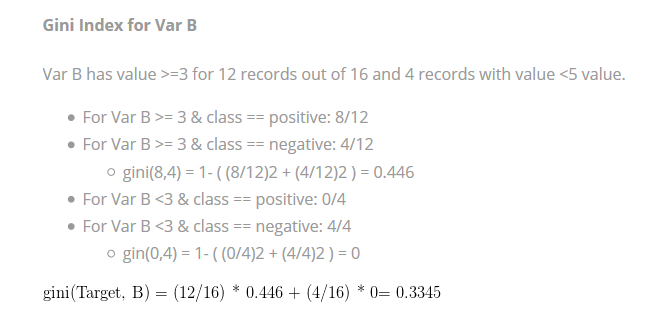 Gini Index for Var B
Var B has value >=3 for 12 records out of 16 and 4 records with value <5 value.
• For Var B >= 3 & class == positive: 8/12
• For Var B >= 3 & class == negative: 4/12
○ gini(8,4) = 1- ( (8/12)2 + (4/12)2 ) = 0.446
• For Var B <3 & class == positive: 0/4
• For Var B <3 & class == negative: 4/4
○ gin(0,4) = 1- ( (0/4)2 + (4/4)2 ) = 0
gini(Target, B) = (12/16) * 0.446 + (4/16) * 0= 0.3345